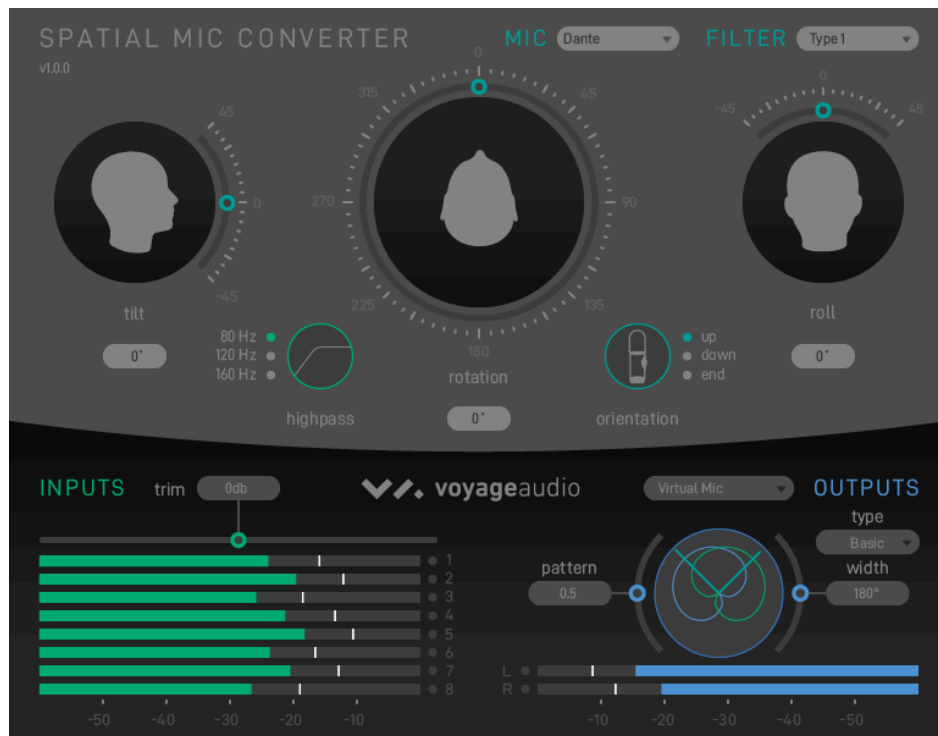 SPATIAL MIC CONVERTER
MIC Dante FILTER Type1
v1.0.0
0
45
90
135
180
225
270
315
45
0
-45
-45
0
45
tilt
0°
80 Hz
120 Hz
160 Hz
highpass
rotation
0°
up
down
end
orientation
roll
0°
INPUTS trim 0db
voyageaudio
Virtual Mic OUTPUTS
type
Basic
pattern
0.5
width
180°
1
2
3
4
5
6
7
8
L
R
-50 -40 -30 -20 -10
-10 -20 -30 -40 -50